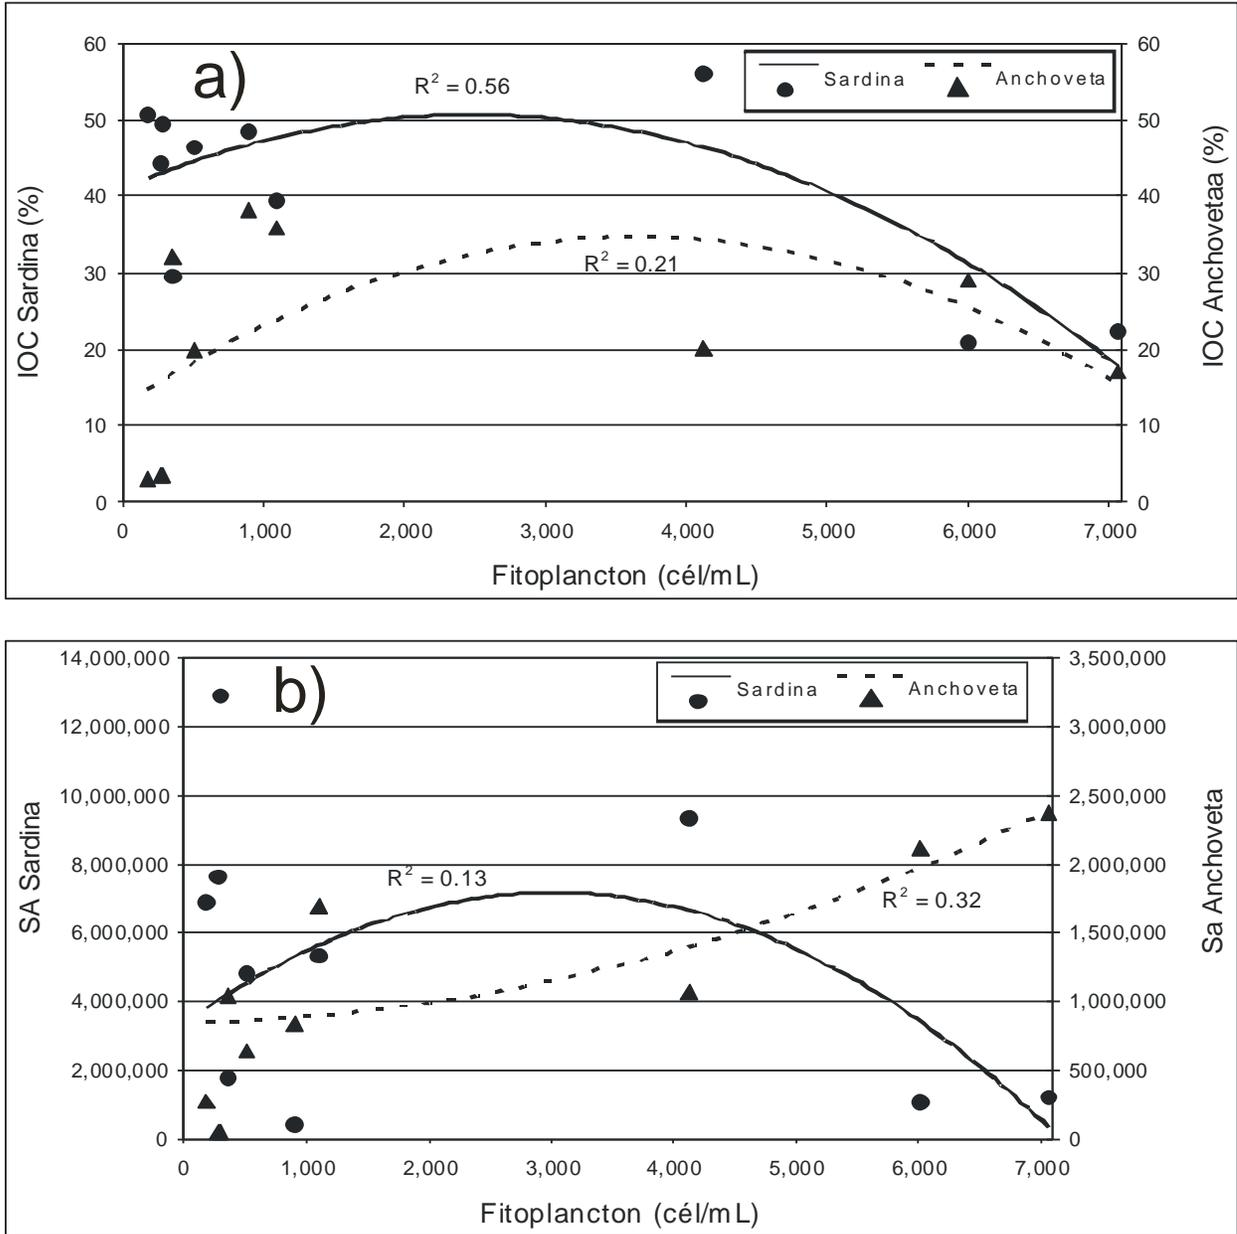 a)
R² = 0.56
Sardina Anchoveta
R² = 0.21
IOC Sardina (%)
60
50
40
30
20
10
0
IOC Anchovetaa (%)
60
50
40
30
20
10
0
0 1,000 2,000 3,000 4,000 5,000 6,000 7,000
Fitoplancton (cél/mL)
b)
Sardina Anchoveta
R² = 0.13
R² = 0.32
SA Sardina
14,000,000
12,000,000
10,000,000
8,000,000
6,000,000
4,000,000
2,000,000
0
Sa Anchoveta
3,500,000
3,000,000
2,500,000
2,000,000
1,500,000
1,000,000
500,000
0
0 1,000 2,000 3,000 4,000 5,000 6,000 7,000
Fitoplancton (cél/mL)